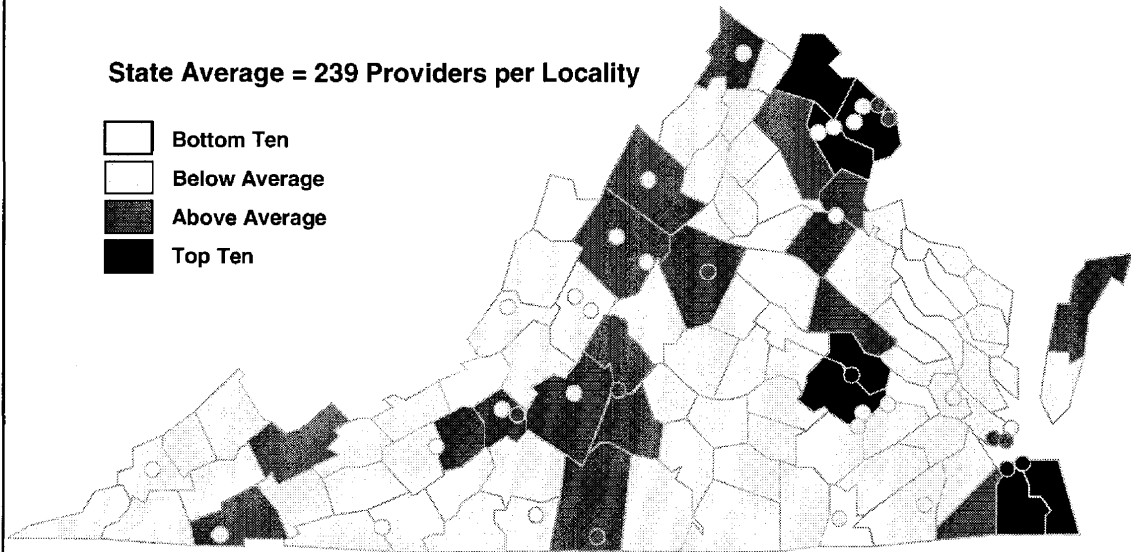 State Average = 239 Providers per Locality
Bottom Ten
Below Average
Above Average
Top Ten